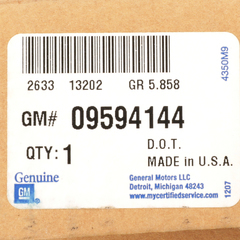 2633 13202 GR 5.858
4350M9
GM# 09594144
QTY: 1
D.O.T.
MADE in U.S.A.
Genuine
GM
General Motors LLC
Detroit, Michigan 48243
www.mycertifiedservice.com
1207